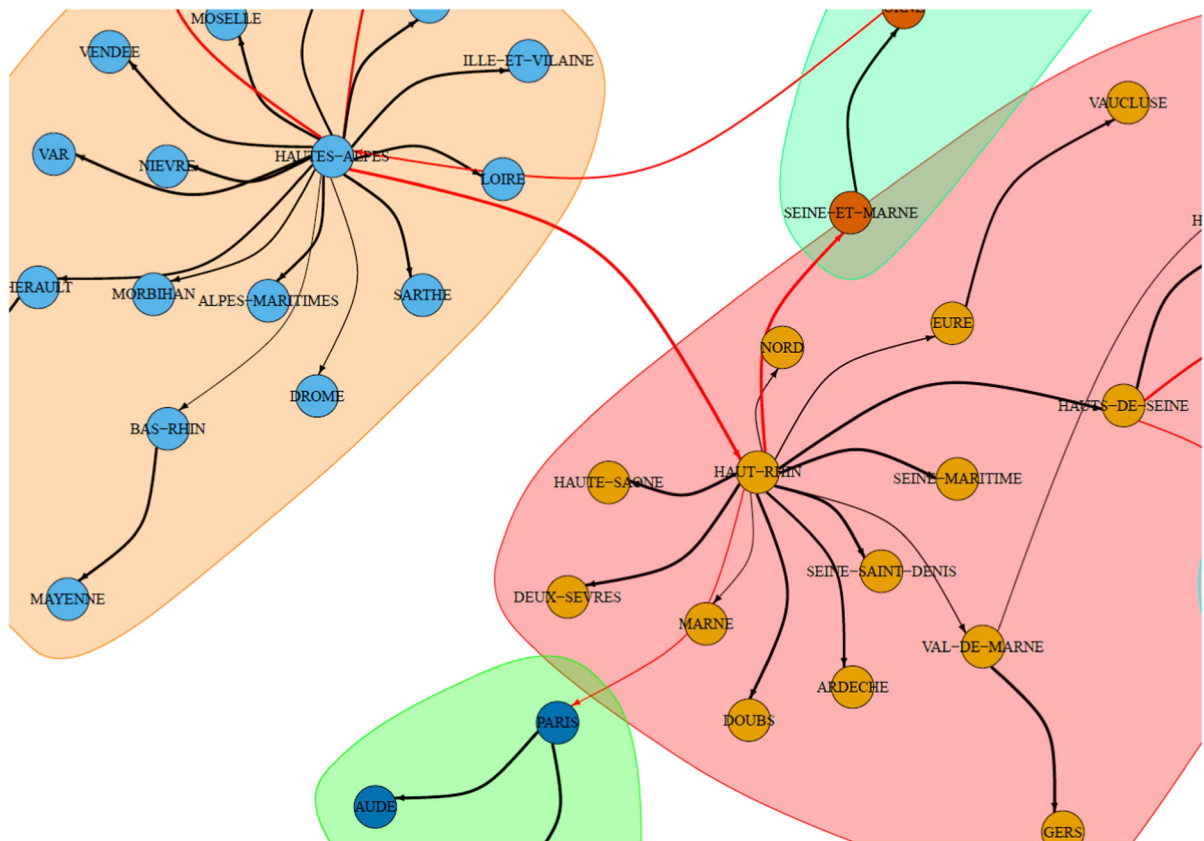 ORNE
MOSELLE
VENDEE
ILLE−ET−VILAINE
VAUCLUSE
VAR
NIEVRE
HAUTES−ALPES
LOIRE
SEINE−ET−MARNE
H
HERAULT
MORBIHAN
ALPES−MARITIMES
SARTHE
EURE
NORD
DROME
HAUTS−DE−SEINE
BAS−RHIN
HAUT−RHIN
HAUTE−SAONE
SEINE−MARITIME
SEINE−SAINT−DENIS
MAYENNE
DEUX−SEVRES
MARNE
VAL−DE−MARNE
ARDECHE
DOUBS
PARIS
AUDE
GERS